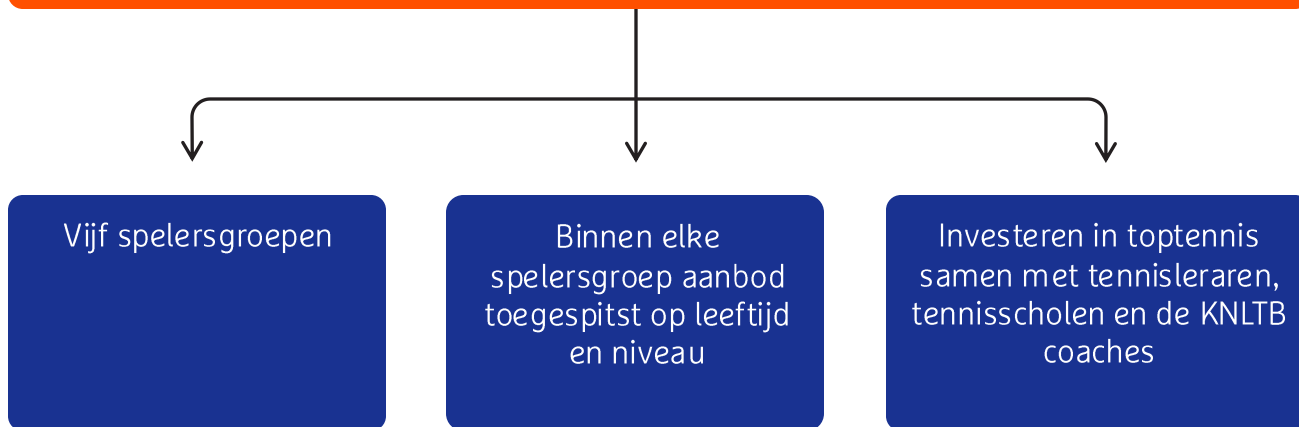 Vijf spelersgroepen
Binnen elke
spelersgroep aanbod
toegespitst op leeftijd
en niveau
Investeren in toptennis
samen met tennisleraren,
tennisscholen en de KNLTB
coaches